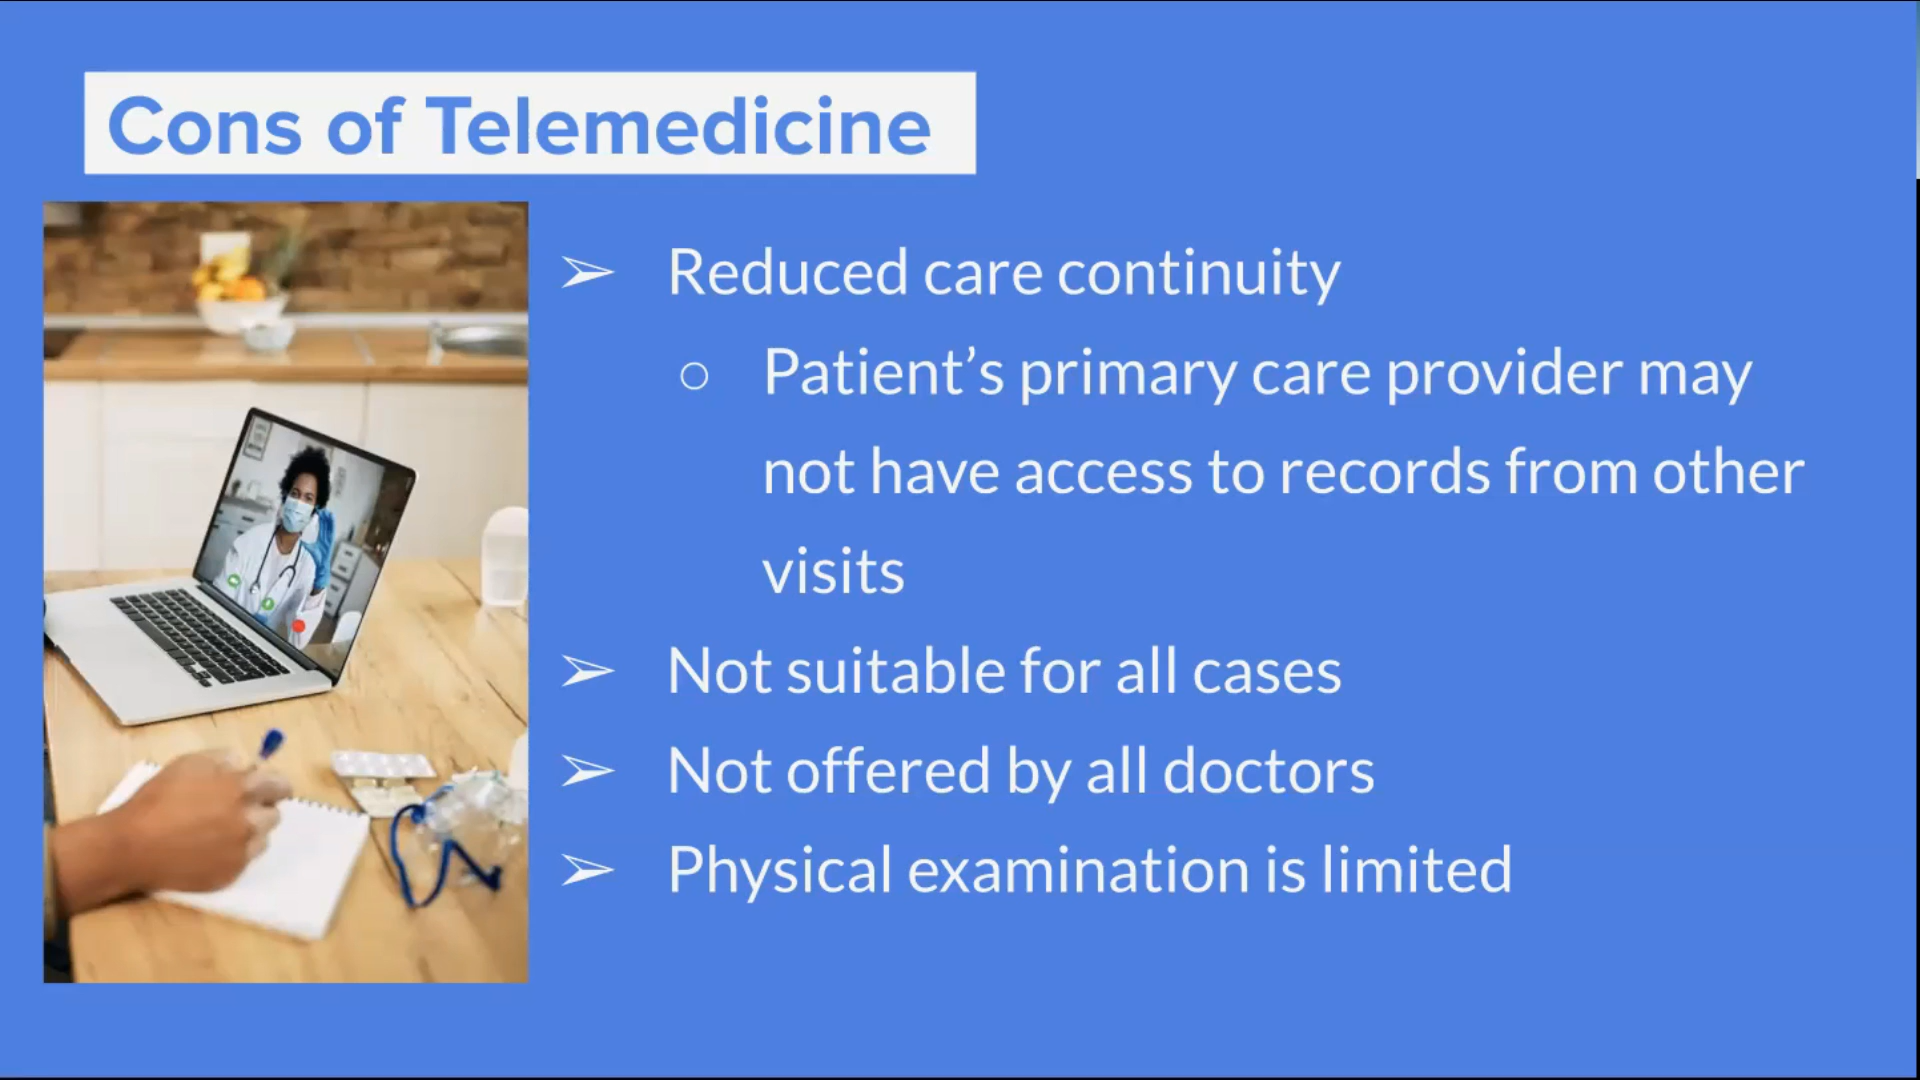 Cons of Telemedicine
➢ Reduced care continuity
○ Patient’s primary care provider may
not have access to records from other
visits
➢ Not suitable for all cases
➢ Not offered by all doctors
➢ Physical examination is limited